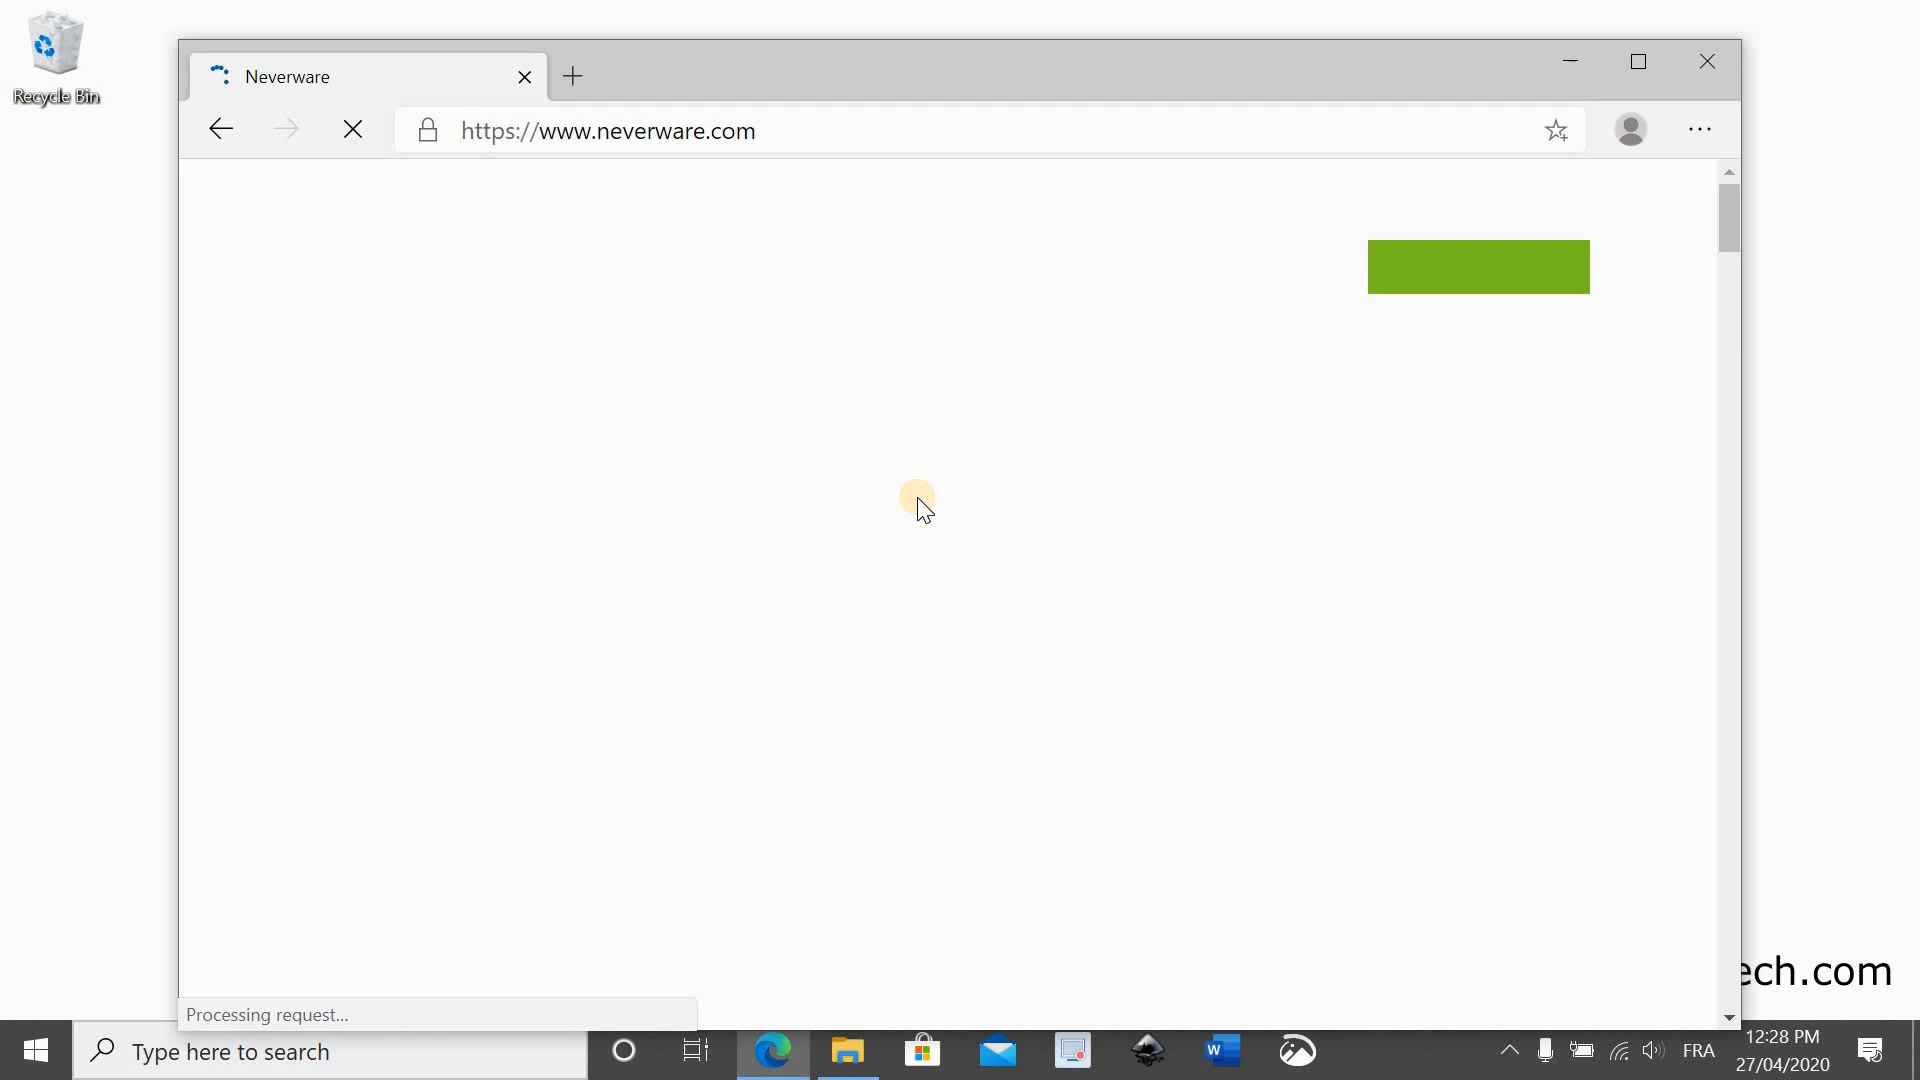 Recycle Bin
Neverware
https://www.neverware.com
ech.com
Processing request...
Type here to search
W
FRA
12:28 PM
27/04/2020